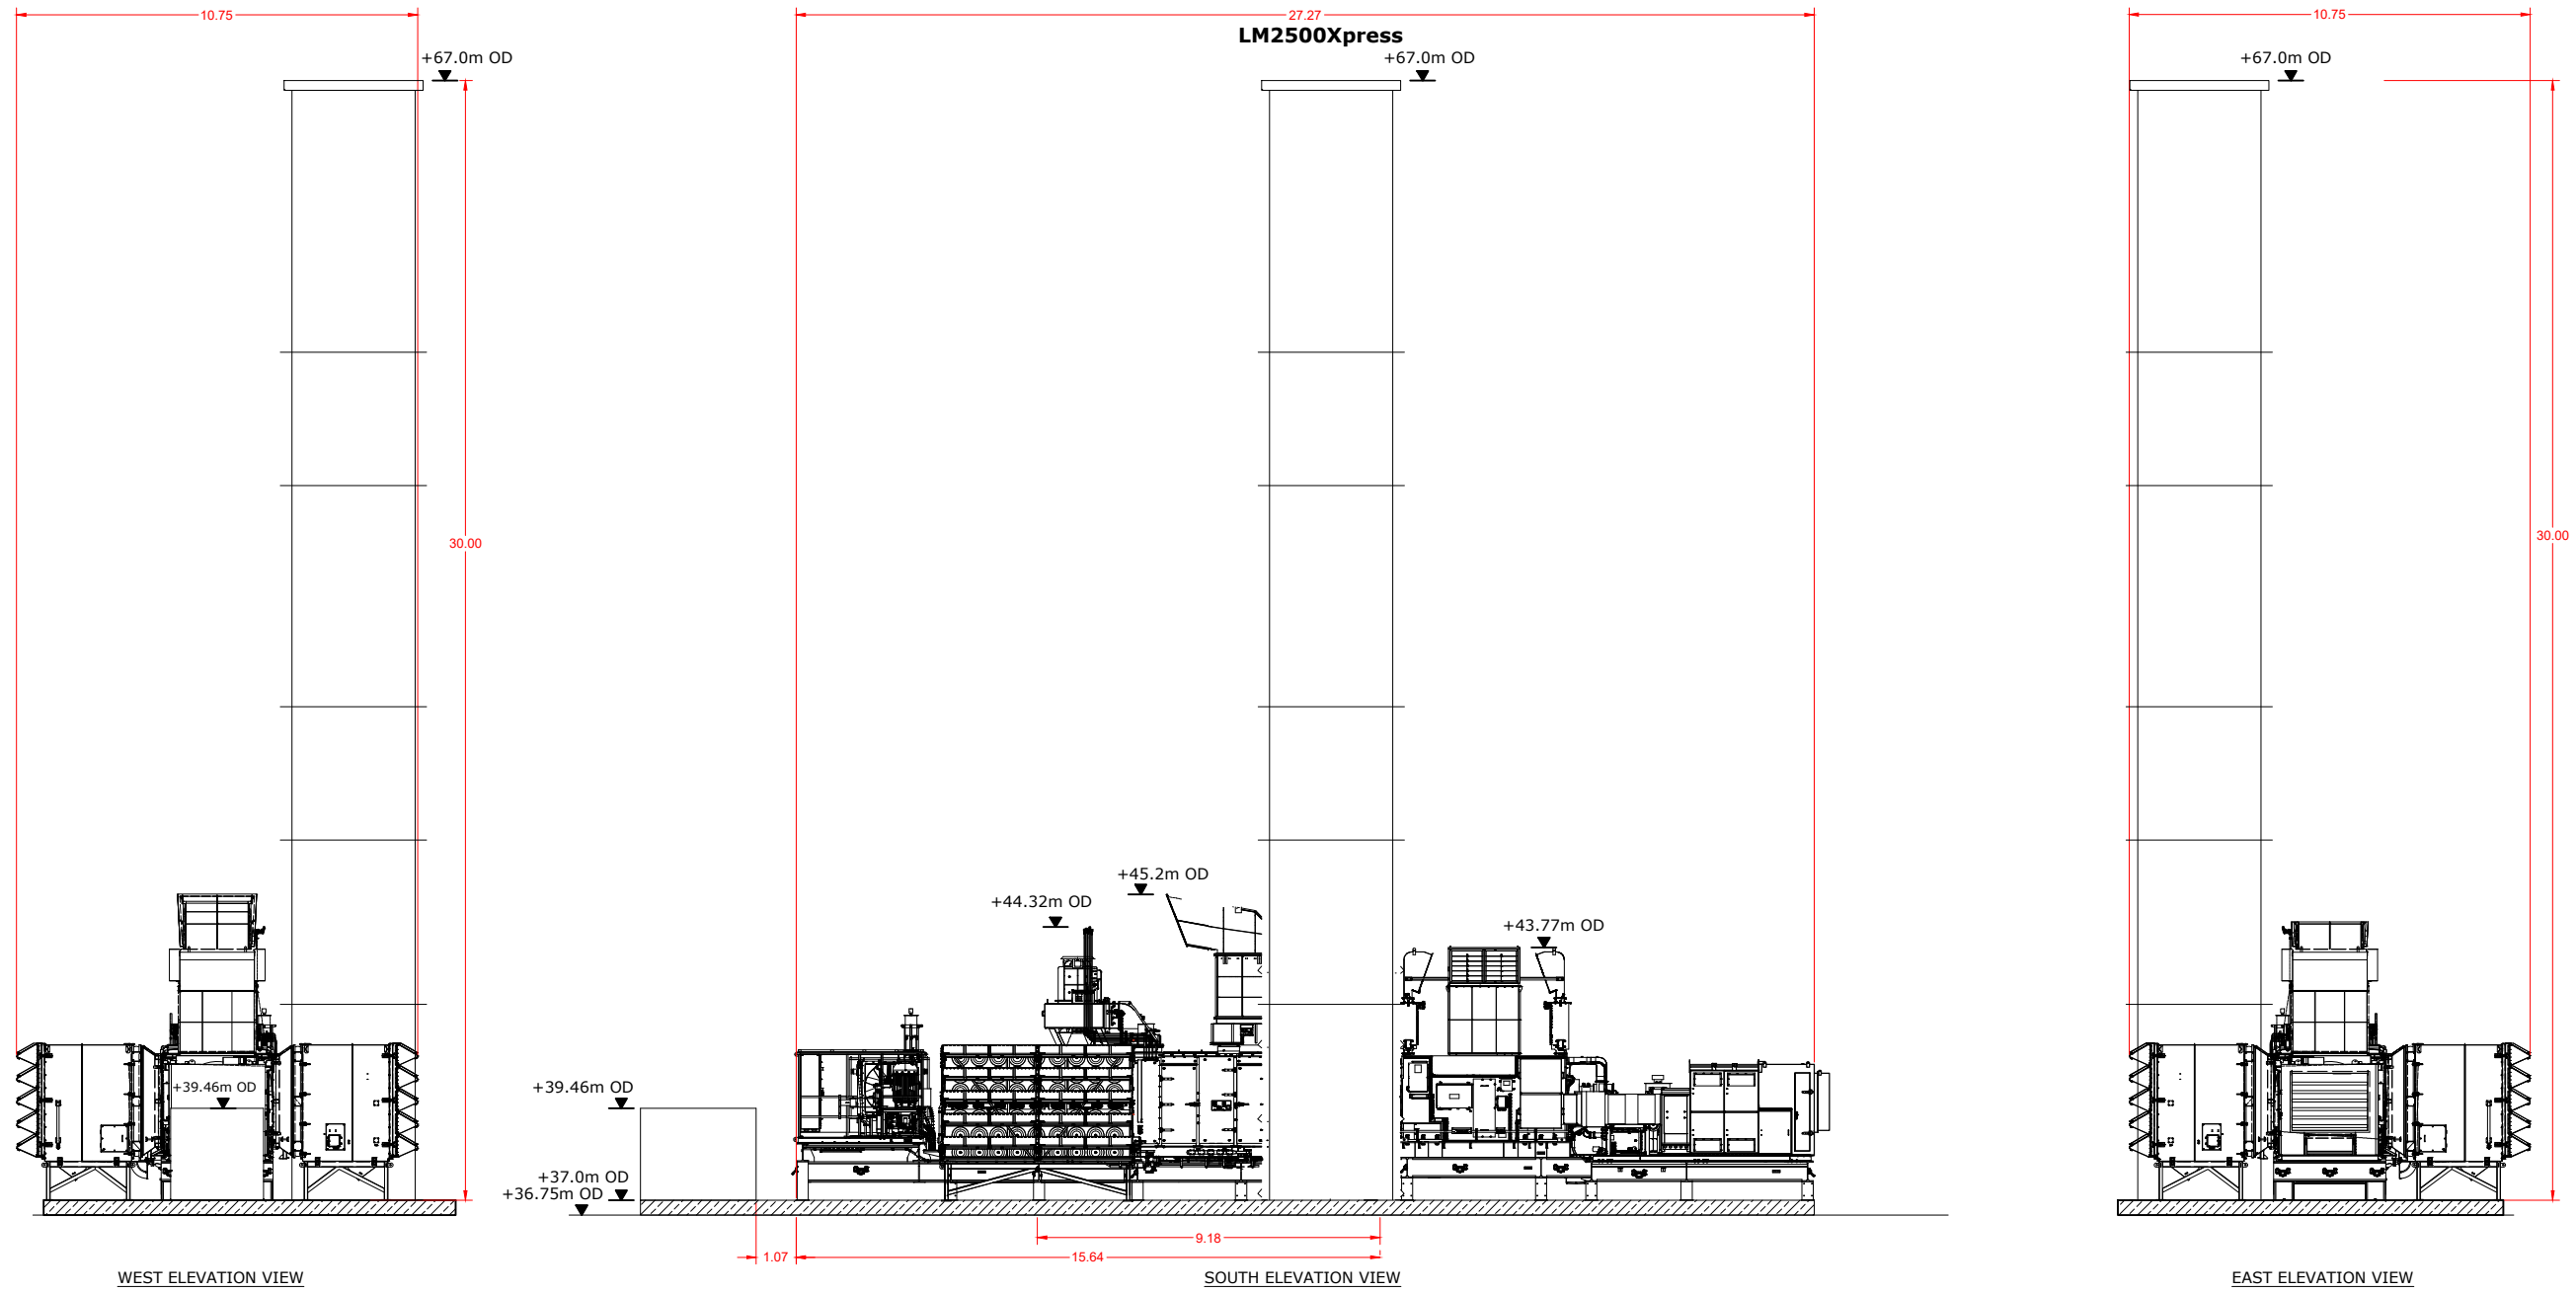 10.75
27.27
10.75
LM2500Xpress
+67.0m OD
+67.0m OD
+67.0m OD
30.00
30.00
+45.2m OD
+44.32m OD
+43.77m OD
+39.46m OD
+39.46m OD
+37.0m OD
+36.75m OD
9.18
1.07
15.64
WEST ELEVATION VIEW
SOUTH ELEVATION VIEW
EAST ELEVATION VIEW